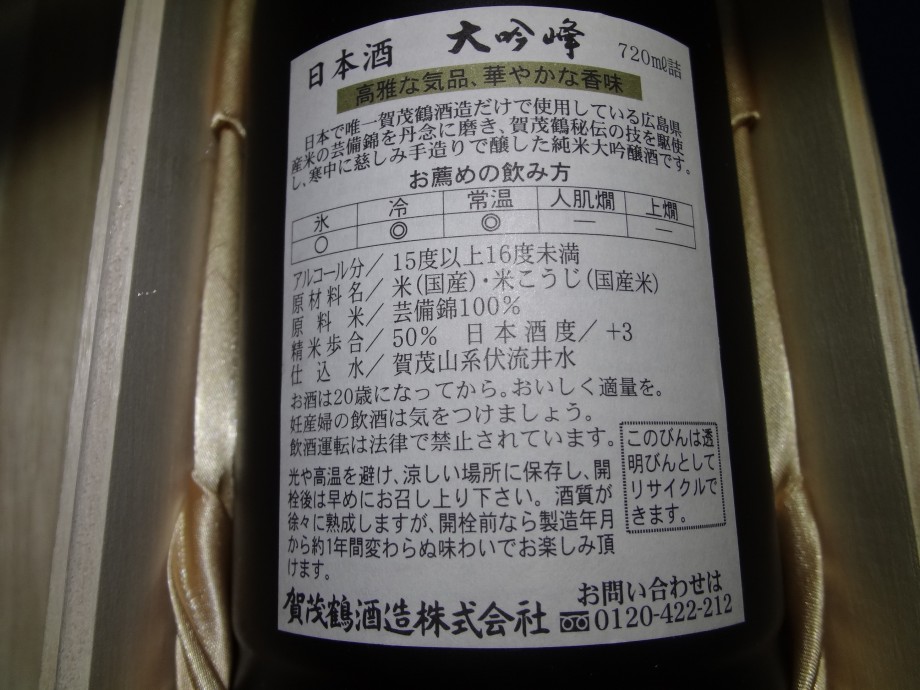 日本酒 大吟峰 720㎖詰
高雅な気品、華やかな香味
日本で唯一賀茂鶴酒造だけで使用している広島県
産米の芸備錦を丹念に磨き、賀茂鶴秘伝の技を駆使
し、寒中に慈しみ手造りで醸した純米大吟醸酒です。
お薦めの飲み方
氷 冷 常温 人肌燗 上燗
○ ◎ ◎ — —
アルコール分／ 15度以上16度未満
原材料名／ 米(国産)・米こうじ(国産米)
原料米／ 芸備錦100%
精米歩合／ 50% 日本酒度／ +3
仕込水／ 賀茂山系伏流井水
お酒は20歳になってから。おいしく適量を。
妊産婦の飲酒は気をつけましょう。
飲酒運転は法律で禁止されています。
光や高温を避け、涼しい場所に保存し、開
栓後は早めにお召し上り下さい。酒質が
徐々に熟成しますが、開栓前なら製造年月
から約1年間変わらぬ味わいでお楽しみ頂
けます。
このびんは透
明びんとして
リサイクルで
きます。
賀茂鶴酒造株式会社
お問い合わせは
0120-422-212